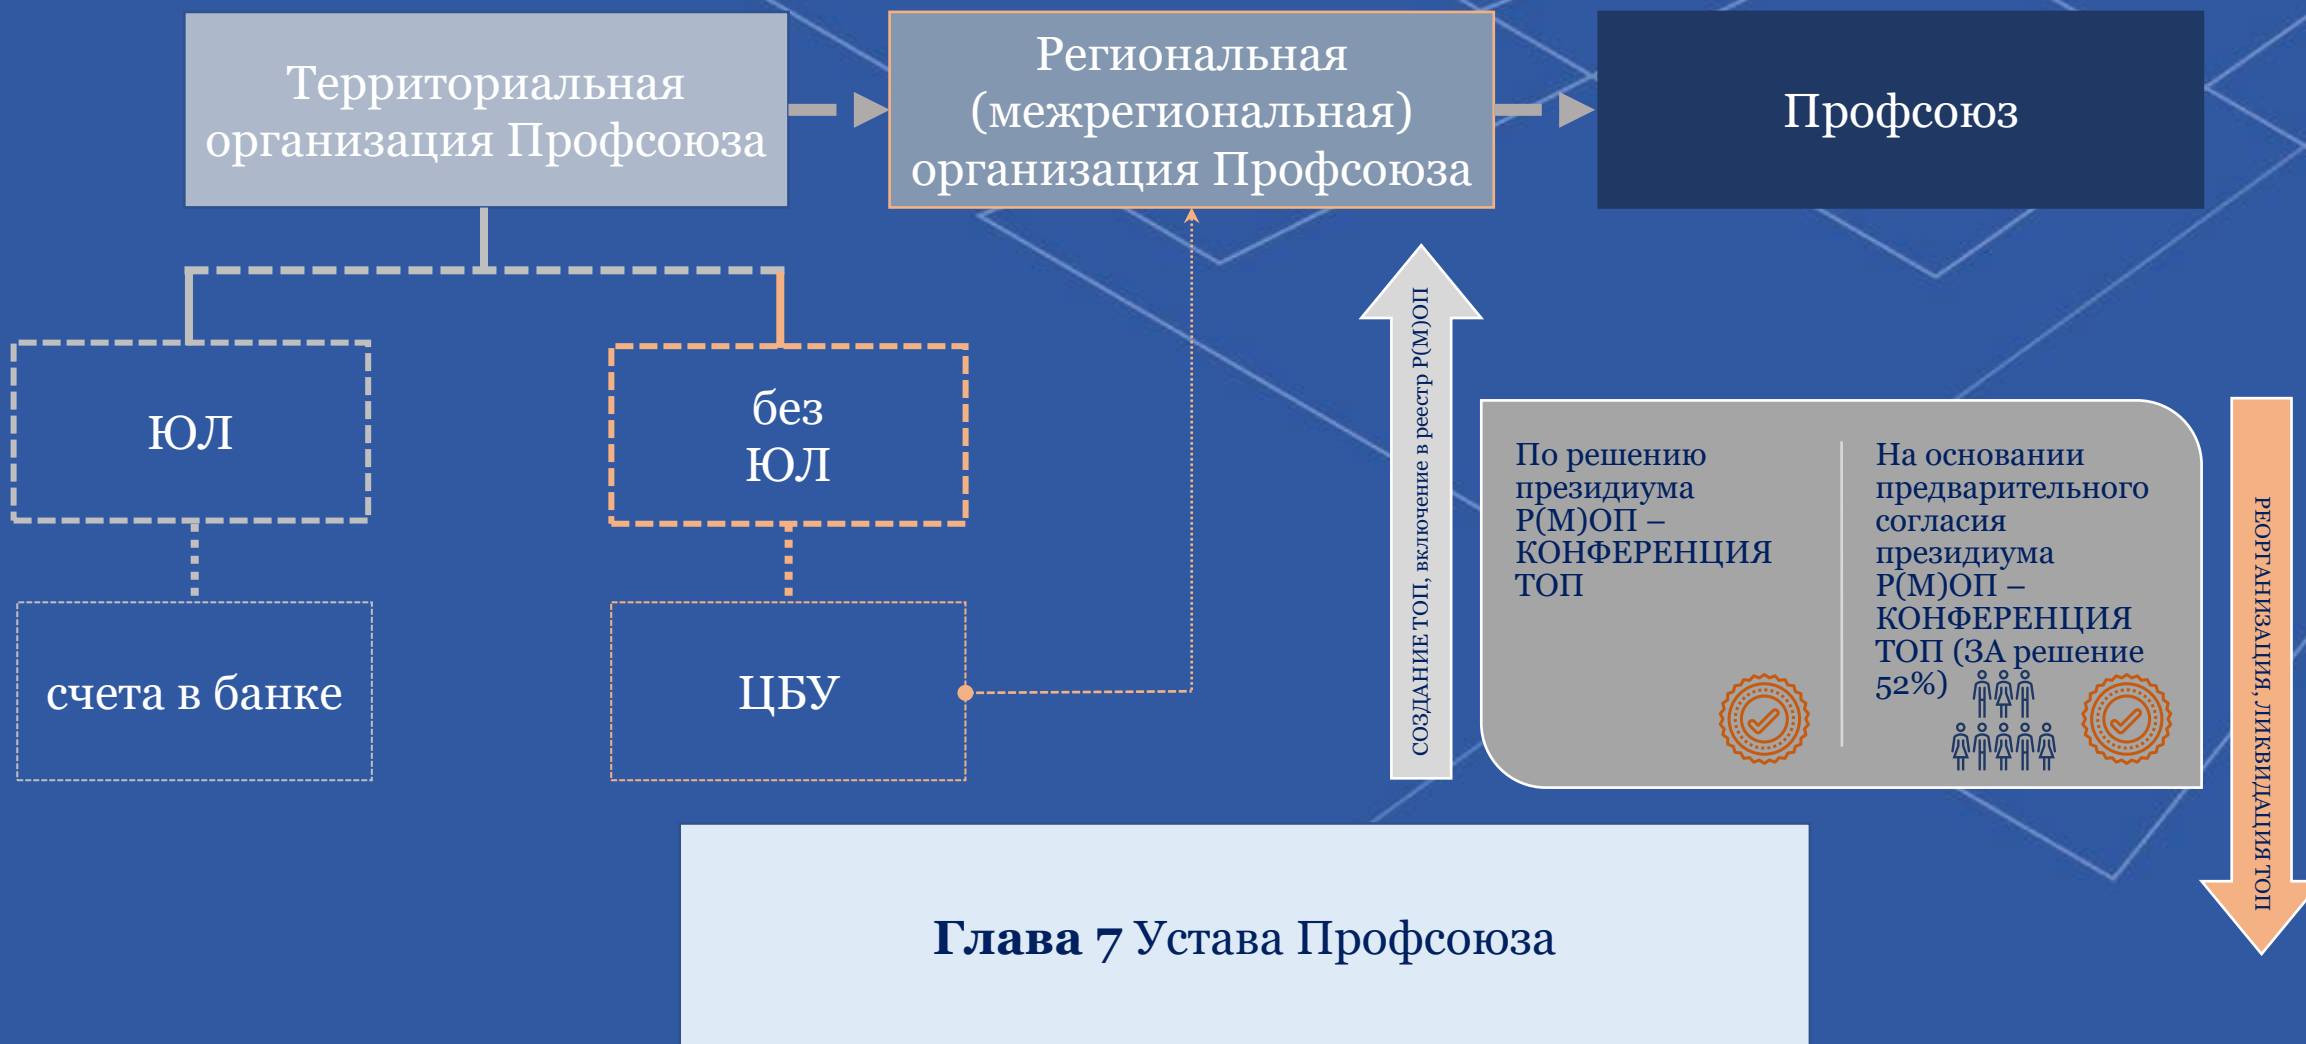 Территориальная
организация Профсоюза
Региональная
(межрегиональная)
организация Профсоюза
Профсоюз
ЮЛ
без
ЮЛ
счета в банке
ЦБУ
СОЗДАНИЕ ТОП, включение в реестр Р(М)ОП
По решению
президиума
Р(М)ОП –
КОНФЕРЕНЦИЯ
ТОП
На основании
предварительного
согласия
президиума
Р(М)ОП –
КОНФЕРЕНЦИЯ
ТОП (ЗА решение
52%)
РЕОРГАНИЗАЦИЯ, ЛИКВИДАЦИЯ ТОП
Глава 7 Устава Профсоюза